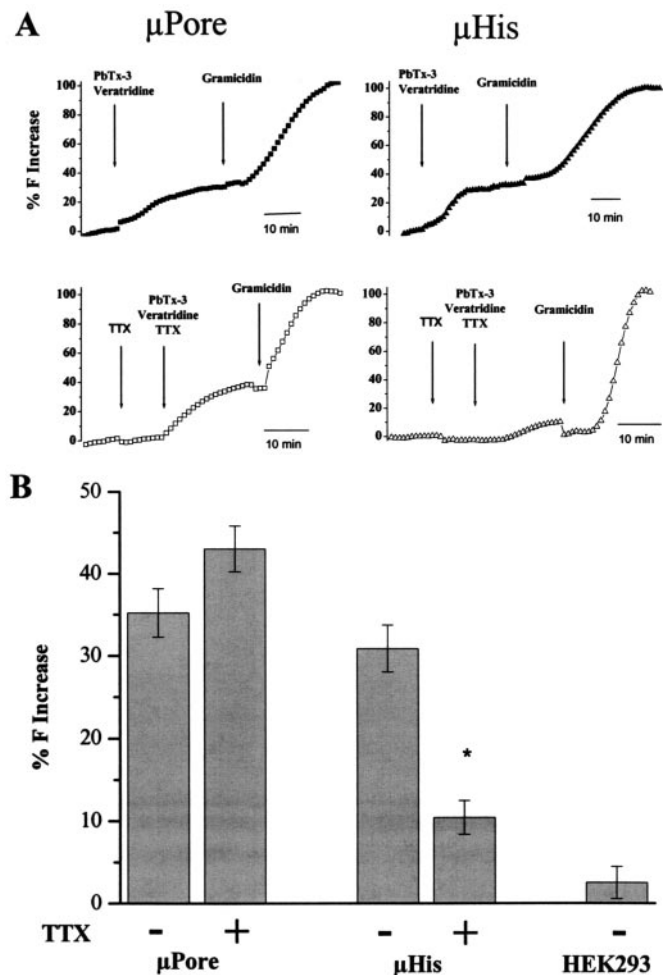 A
μPore
μHis
PbTx-3
Veratridine
Gramicidin
% F Increase
100
80
60
40
20
0
10 min
PbTx-3
Veratridine
Gramicidin
100
80
60
40
20
0
10 min
TTX
PbTx-3
Veratridine
TTX
Gramicidin
100
80
60
40
20
0
10 min
TTX
PbTx-3
Veratridine
TTX
Gramicidin
100
80
60
40
20
0
10 min
B
% F Increase
50
40
30
20
10
0
*
TTX - + - + -
μPore μHis HEK293